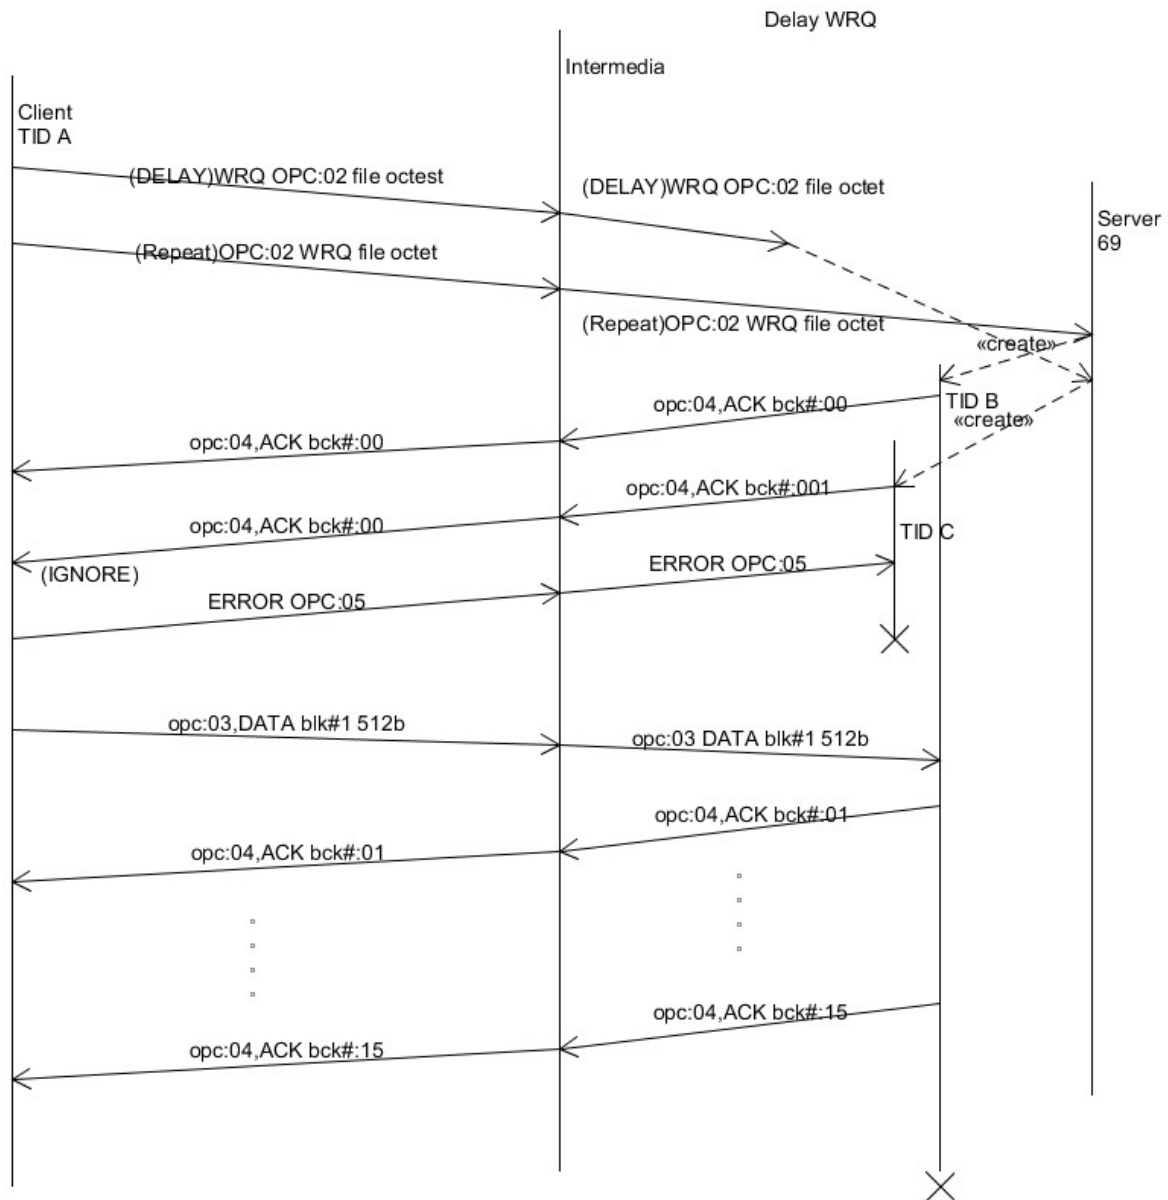 Delay WRQ
Intermedia
Client
TID A
(DELAY)WRQ OPC:02 file octest
(DELAY)WRQ OPC:02 file octet
Server
69
(Repeat)OPC:02 WRQ file octet
(Repeat)OPC:02 WRQ file octet
«create»
TID B
opc:04,ACK bck#:00
«create»
opc:04,ACK bck#:00
opc:04,ACK bck#:001
opc:04,ACK bck#:00
TID C
(IGNORE)
ERROR OPC:05
ERROR OPC:05
opc:03,DATA blk#1 512b
opc:03 DATA blk#1 512b
opc:04,ACK bck#:01
opc:04,ACK bck#:01
opc:04,ACK bck#:15
opc:04,ACK bck#:15